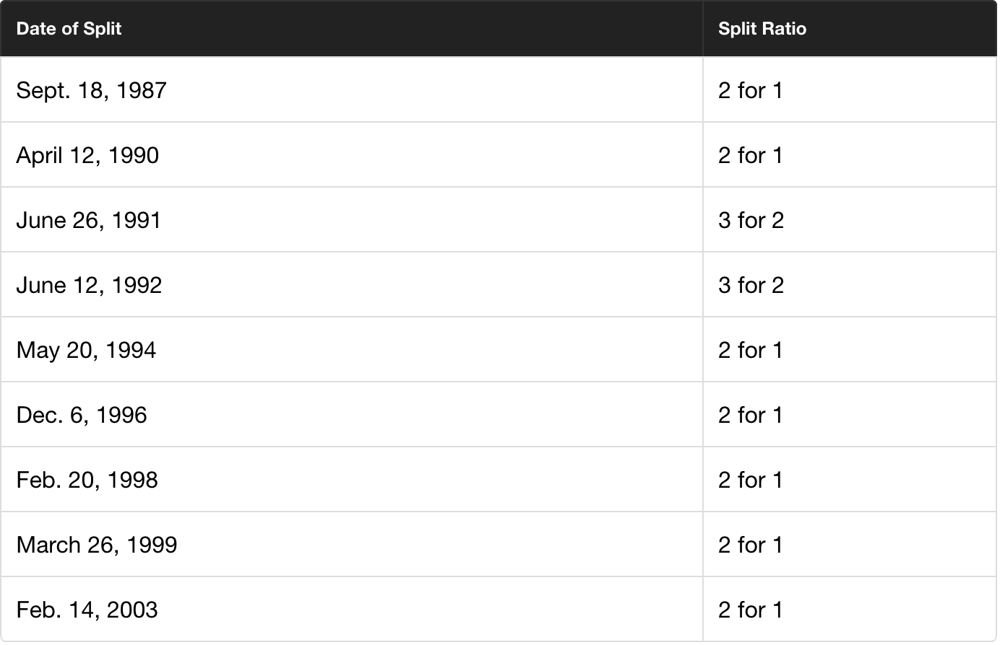 Date of Split Split Ratio
Sept. 18, 1987 2 for 1
April 12, 1990 2 for 1
June 26, 1991 3 for 2
June 12, 1992 3 for 2
May 20, 1994 2 for 1
Dec. 6, 1996 2 for 1
Feb. 20, 1998 2 for 1
March 26, 1999 2 for 1
Feb. 14, 2003 2 for 1